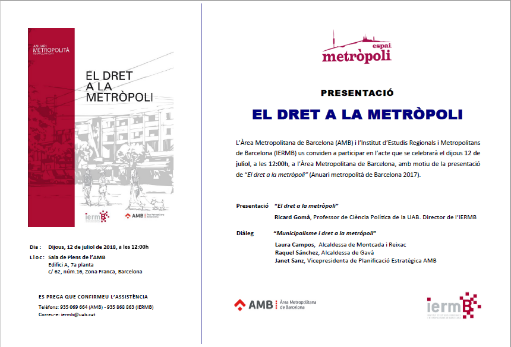 ANUARI
METROPOLITÀ
EL DRET
A LA
METRÒPOLI
iermB
AMB
Dia : Dijous, 12 de juliol de 2018, a les 12:00h
Lloc: Sala de Plens de l'AMB
Edifici A, 7a planta
c/ 62, núm 16, Zona Franca, Barcelona
ES PREGA QUE CONFIRMEU L'ASSISTÈNCIA
Telèfons: 935 069 664 (AMB) - 935 868 863 (IERMB)
Correu-e: iermb@uab.cat
espai
metròpoli
PRESENTACIÓ
EL DRET A LA METRÒPOLI
L'Àrea Metropolitana de Barcelona (AMB) i l'Institut d'Estudis Regionals i Metropolitans
de Barcelona (IERMB) us conviden a participar en l'acte que se celebrarà el dijous 12 de
juliol, a les 12:00h, a l'Àrea Metropolitana de Barcelona, amb motiu de la presentació
de "El dret a la metròpoli" (Anuari metropolità de Barcelona 2017).
Presentació "El dret a la metròpoli"
Ricard Gomá, Professor de Ciència Política de la UAB. Director de l'IERMB
Diàleg "Municipalisme i dret a la metròpoli"
Laura Campos, Alcaldessa de Montcada i Reixac
Raquel Sánchez, Alcaldessa de Gavà
Janet Sanz, Vicepresidenta de Planificació Estratègica AMB
AMB Àrea Metropolitana
de Barcelona
iermB